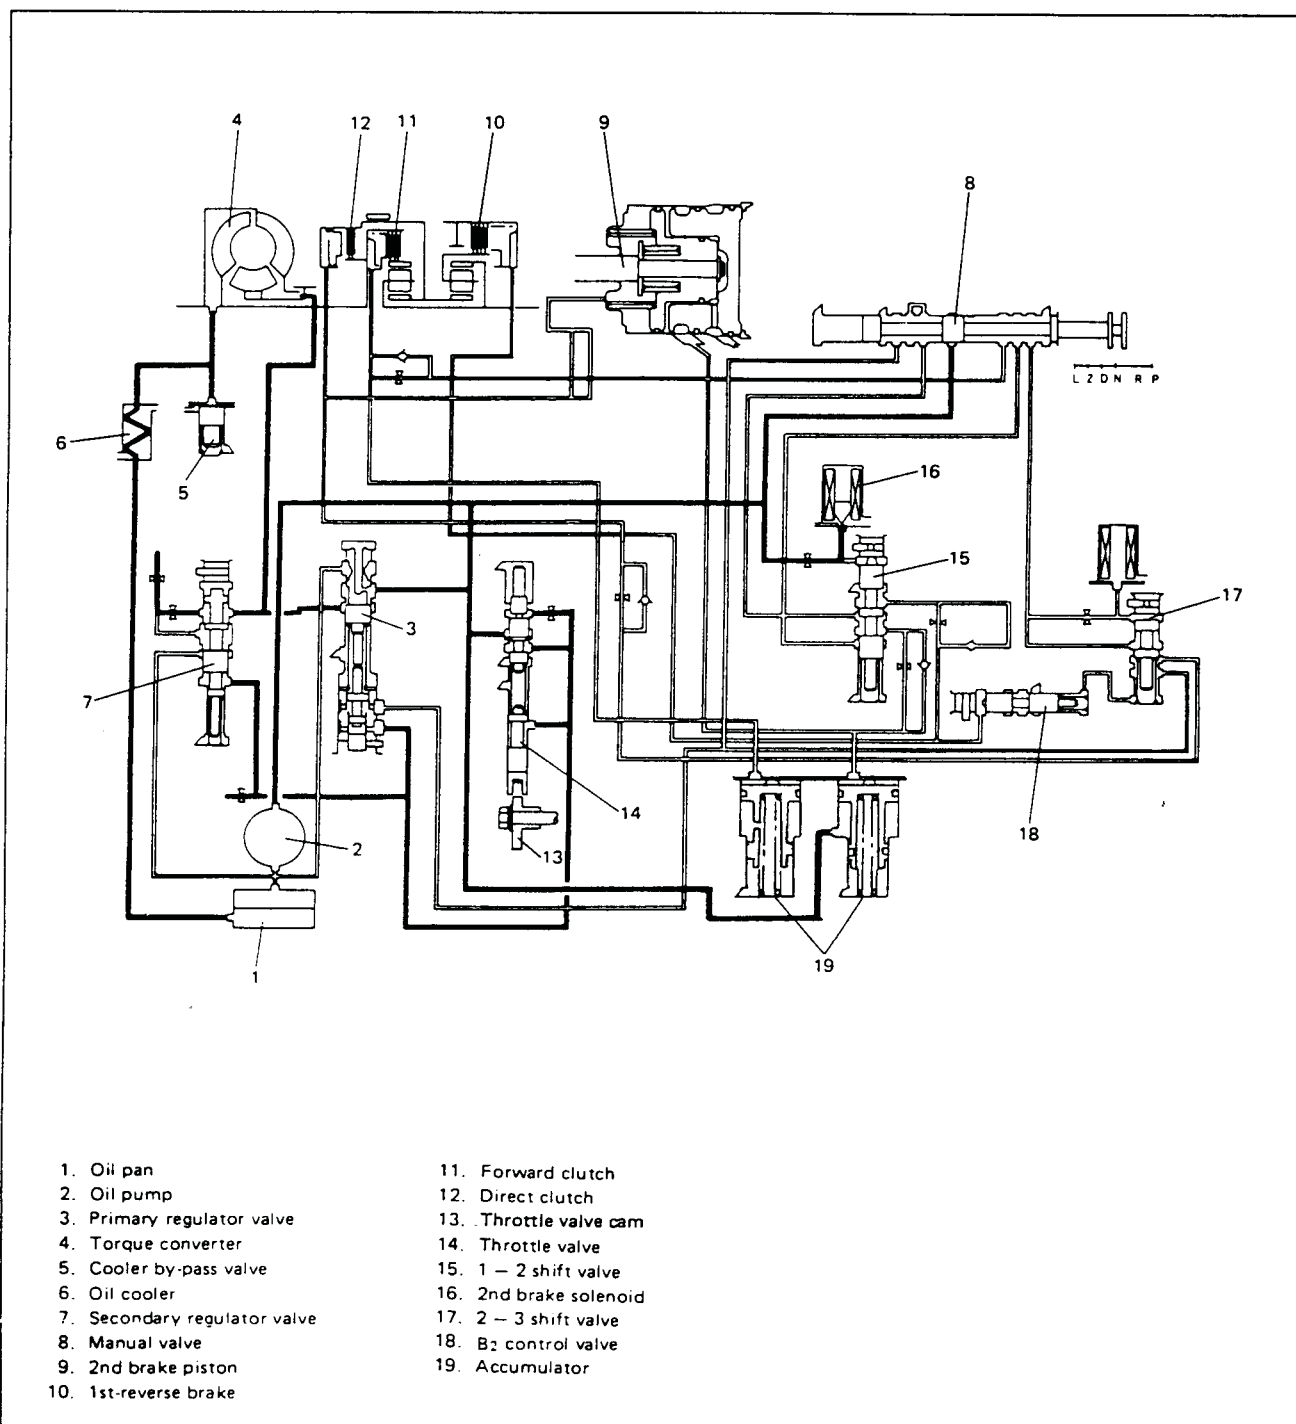 4
12
11
10
9
8
L 2 D N R P
6
5
16
15
17
3
7
14
18
2
13
19
1
1. Oil pan
2. Oil pump
3. Primary regulator valve
4. Torque converter
5. Cooler by-pass valve
6. Oil cooler
7. Secondary regulator valve
8. Manual valve
9. 2nd brake piston
10. 1st-reverse brake
11. Forward clutch
12. Direct clutch
13. Throttle valve cam
14. Throttle valve
15. 1 – 2 shift valve
16. 2nd brake solenoid
17. 2 – 3 shift valve
18. B2 control valve
19. Accumulator